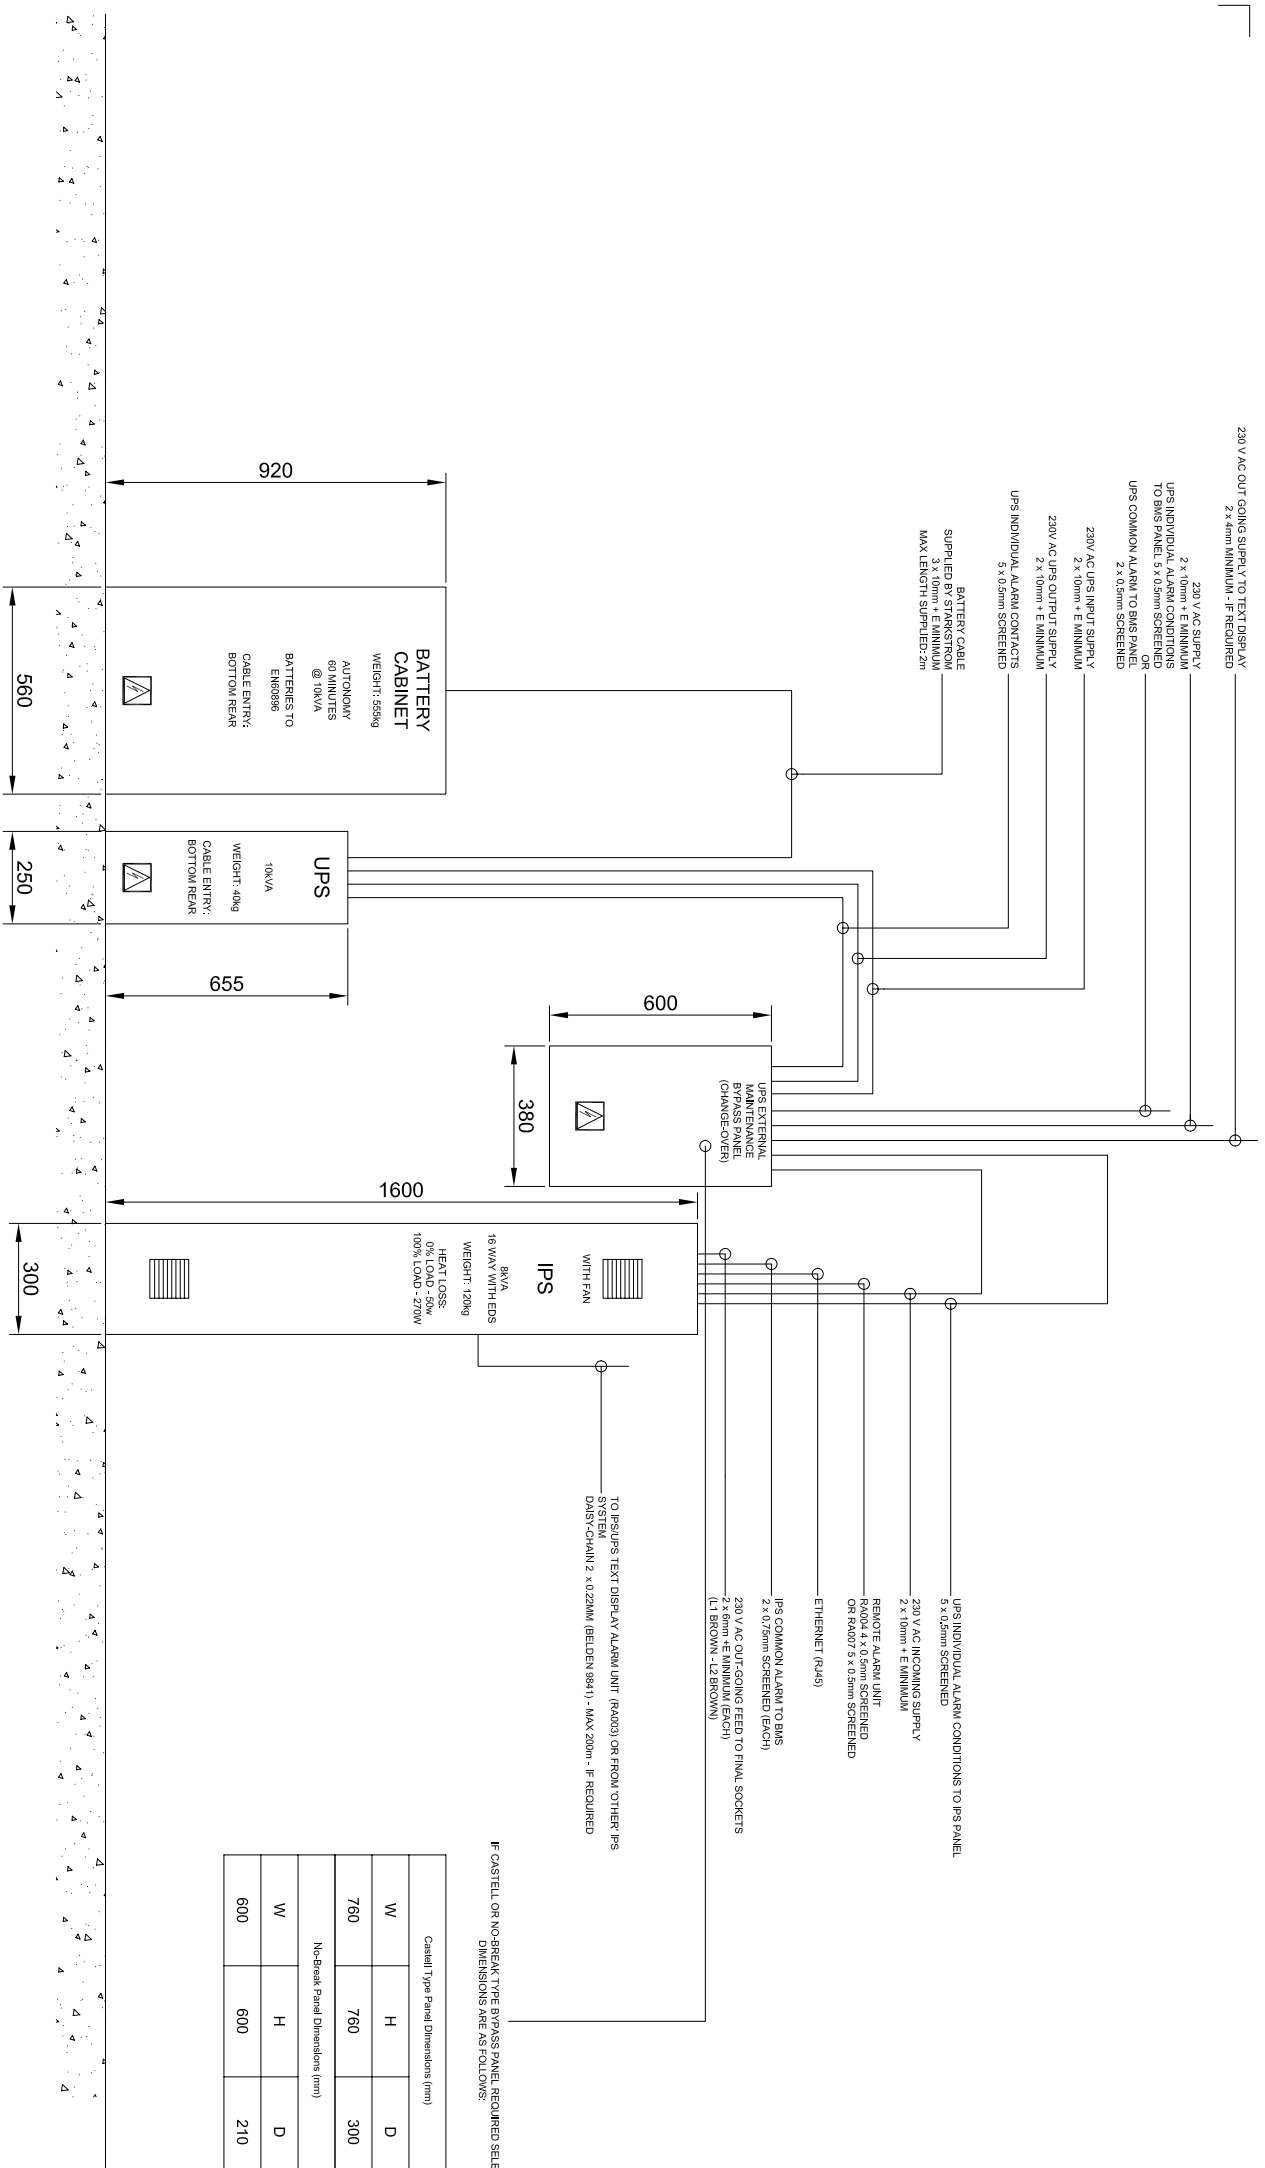 230 V AC OUT GOING SUPPLY TO TEXT DISPLAY
2 x 4mm MINIMUM - IF REQUIRED
230 V AC SUPPLY
2 x 10mm + E MINIMUM
UPS INDIVIDUAL ALARM CONDITIONS
TO BMS PANEL 5 x 0.5mm SCREENED
OR
UPS COMMON ALARM TO BMS PANEL
2 x 0.5mm SCREENED
230V AC UPS INPUT SUPPLY
2 x 10mm + E MINIMUM
230V AC UPS OUTPUT SUPPLY
2 x 10mm + E MINIMUM
UPS INDIVIDUAL ALARM CONTACTS
5 x 0.5mm SCREENED
BATTERY CABLE
SUPPLIED BY STARKSTROM
3 x 10mm + E MINIMUM
MAX LENGTH SUPPLIED: 2m
UPS INDIVIDUAL ALARM CONDITIONS TO IPS PANEL
5 x 0.5mm SCREENED
230 V AC INCOMING SUPPLY
2 x 10mm + E MINIMUM
REMOTE ALARM UNIT
RA004 4 x 0.5mm SCREENED
OR RA007 5 x 0.5mm SCREENED
ETHERNET (RJ45)
IPS COMMON ALARM TO BMS
2 x 0.75mm SCREENED (EACH)
230 V AC OUT-GOING FEED TO FINAL SOCKETS
2 x 6mm +E MINIMUM (EACH)
(L1 BROWN - L2 BROWN)
TO IPS/UPS TEXT DISPLAY ALARM UNIT (RA003) OR FROM 'OTHER' IPS
SYSTEM
DAISY-CHAIN 2 x 0.22MM (BELDEN 9841) - MAX 200m - IF REQUIRED
920
BATTERY
CABINET
WEIGHT: 555kg
AUTONOMY
60 MINUTES
@ 10kVA
BATTERIES TO
EN60896
CABLE ENTRY:
BOTTOM REAR
560
UPS
10kVA
WEIGHT: 40kg
CABLE ENTRY:
BOTTOM REAR
250
655
600
UPS EXTERNAL
MAINTENANCE
BYPASS PANEL
(CHANGE-OVER)
380
1600
WITH FAN
IPS
8kVA
16 WAY WITH EDS
WEIGHT: 120kg
HEAT LOSS:
0% LOAD - 50w
100% LOAD - 270W
300
IF CASTELL OR NO-BREAK TYPE BYPASS PANEL REQUIRED
DIMENSIONS ARE AS FOLLOWS:
Castell Type Panel Dimensions (mm)
W H D
760 760 300
No-Break Panel Dimensions (mm)
W H D
600 600 210